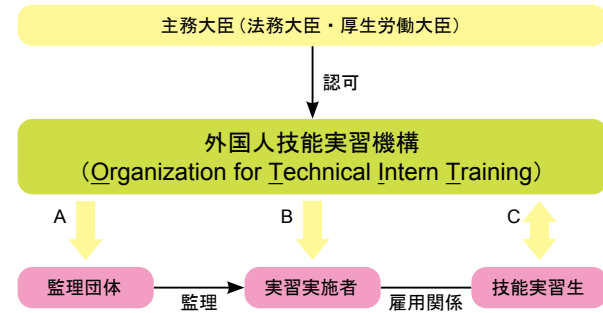 主務大臣(法務大臣・厚生労働大臣)
認可
外国人技能実習機構
(Organization for Technical Intern Training)
A
B
C
監理団体
監理
実習実施者
雇用関係
技能実習生